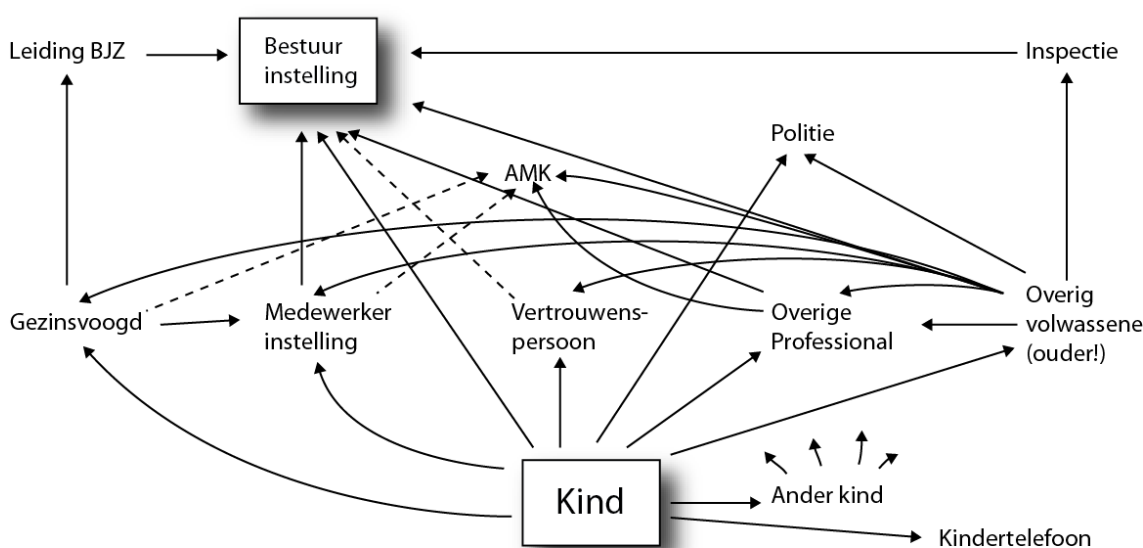 Leiding BJZ
Bestuur
instelling
Inspectie
Politie
AMK
Gezinsvoogd
Medewerker
instelling
Vertrouwens-
persoon
Overige
Professional
Overig
volwassene
(ouder!)
Kind
Ander kind
Kindertelefoon